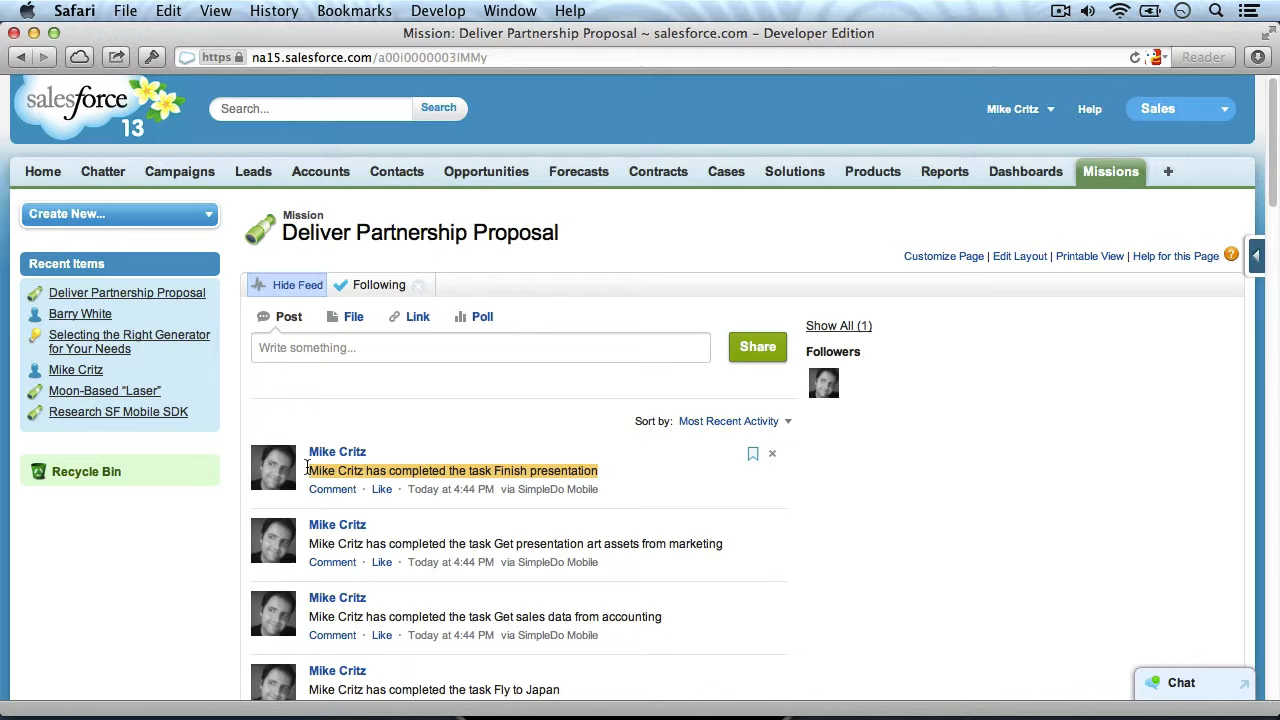 Safari File Edit View History Bookmarks Develop Window Help
Mission: Deliver Partnership Proposal ~ salesforce.com – Developer Edition
https na15.salesforce.com/a00i0000003IMMy Reader
salesforce 13 Search... Search Mike Critz Help Sales
Home Chatter Campaigns Leads Accounts Contacts Opportunities Forecasts Contracts Cases Solutions Products Reports Dashboards Missions +
Create New...
Recent Items
Deliver Partnership Proposal
Barry White
Selecting the Right Generator
for Your Needs
Mike Critz
Moon-Based “Laser”
Research SF Mobile SDK
Recycle Bin
Mission
Deliver Partnership Proposal
Customize Page | Edit Layout | Printable View | Help for this Page ?
Hide Feed Following
Post File Link Poll
Write something... Share
Show All (1)
Followers
Sort by: Most Recent Activity
Mike Critz
Mike Critz has completed the task Finish presentation
Comment · Like · Today at 4:44 PM via SimpleDo Mobile
Mike Critz
Mike Critz has completed the task Get presentation art assets from marketing
Comment · Like · Today at 4:44 PM via SimpleDo Mobile
Mike Critz
Mike Critz has completed the task Get sales data from accounting
Comment · Like · Today at 4:44 PM via SimpleDo Mobile
Mike Critz
Mike Critz has completed the task Fly to Japan
Chat